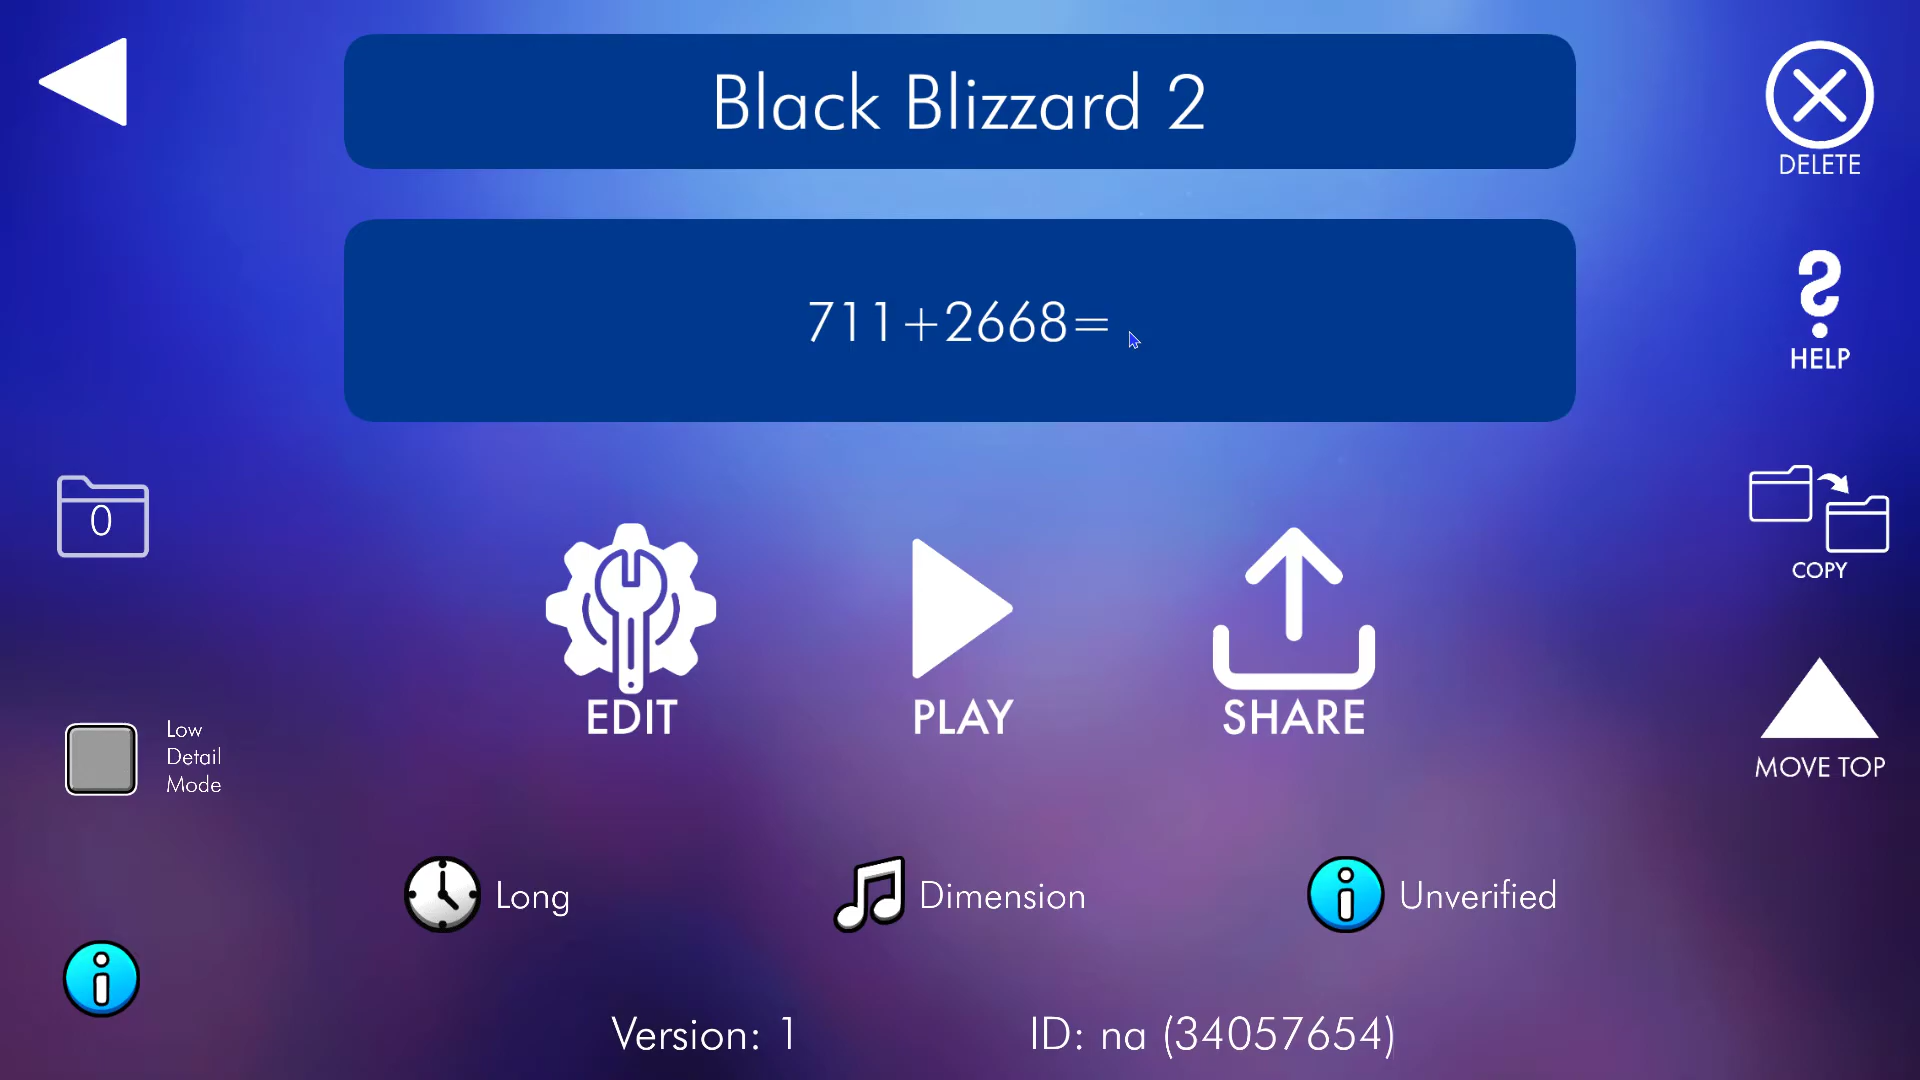 Black Blizzard 2
DELETE
711+2668=
HELP
0
COPY
EDIT
PLAY
SHARE
Low
Detail
Mode
MOVE TOP
Long
Dimension
Unverified
Version: 1
ID: na (34057654)